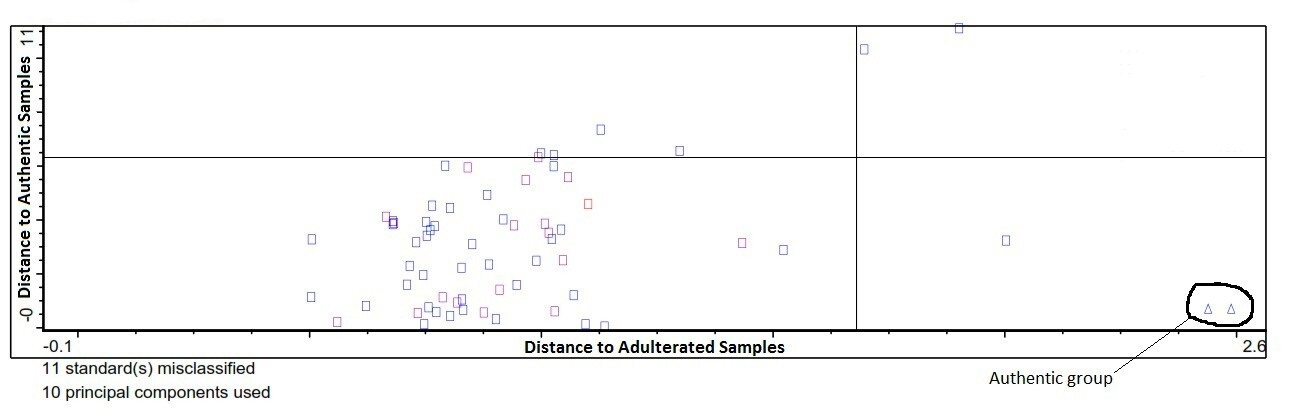 11
Distance to Authentic Samples
-0
-0.1
Distance to Adulterated Samples
2.6
11 standard(s) misclassified
10 principal components used
Authentic group